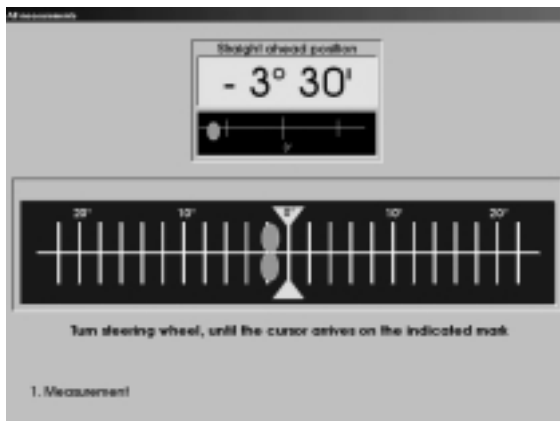 All measurements
Straight ahead position
- 3° 30'
20° 10° 0° 10° 20°
Turn steering wheel, until the cursor arrives on the indicated mark
1. Measurement